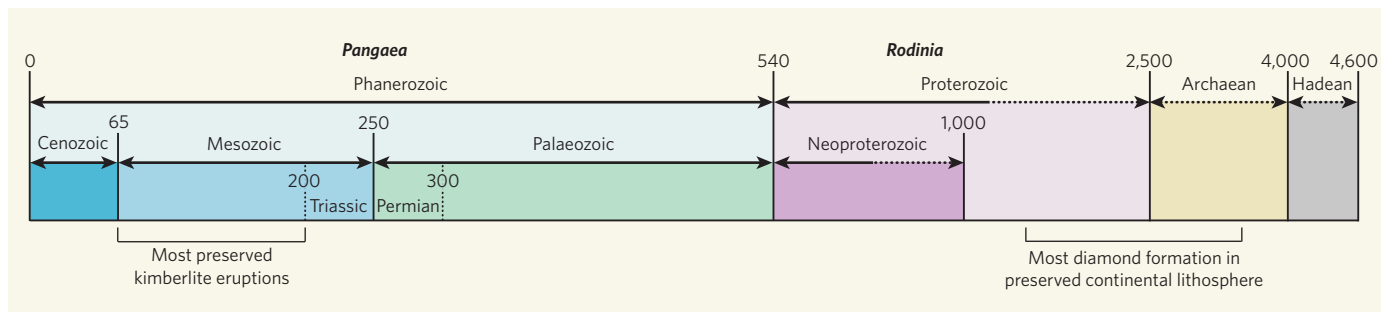 Pangaea Rodinia
0 540 2,500 4,000 4,600
Phanerozoic Proterozoic Archaean Hadean
65 250 1,000
Cenozoic Mesozoic Palaeozoic Neoproterozoic
200 300
Triassic Permian
Most preserved
kimberlite eruptions
Most diamond formation in
preserved continental lithosphere